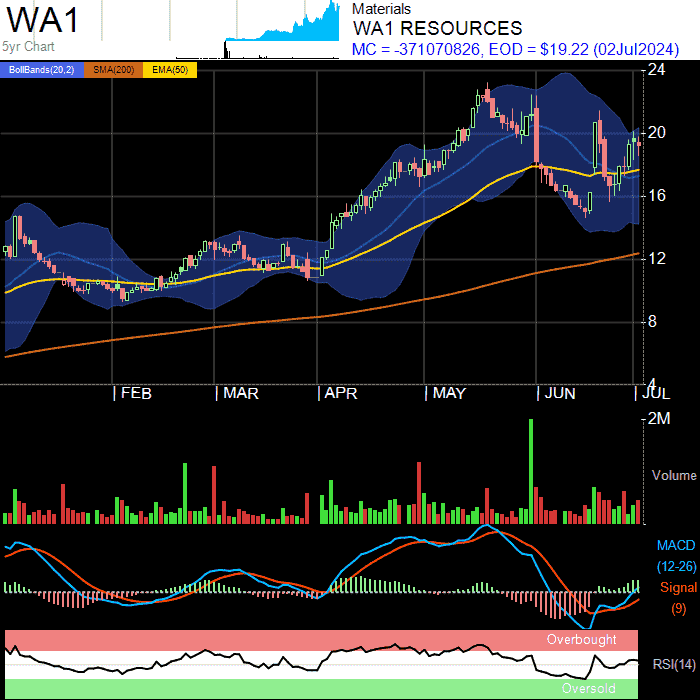 WA1
5yr Chart
Materials
WA1 RESOURCES
MC = -371070826, EOD = $19.22 (02Jul2024)
BollBands(20,2) SMA(200) EMA(50)
24
20
16
12
8
4
FEB MAR APR MAY JUN JUL
2M
Volume
MACD
(12-26)
Signal
(9)
Overbought
RSI(14)
Oversold